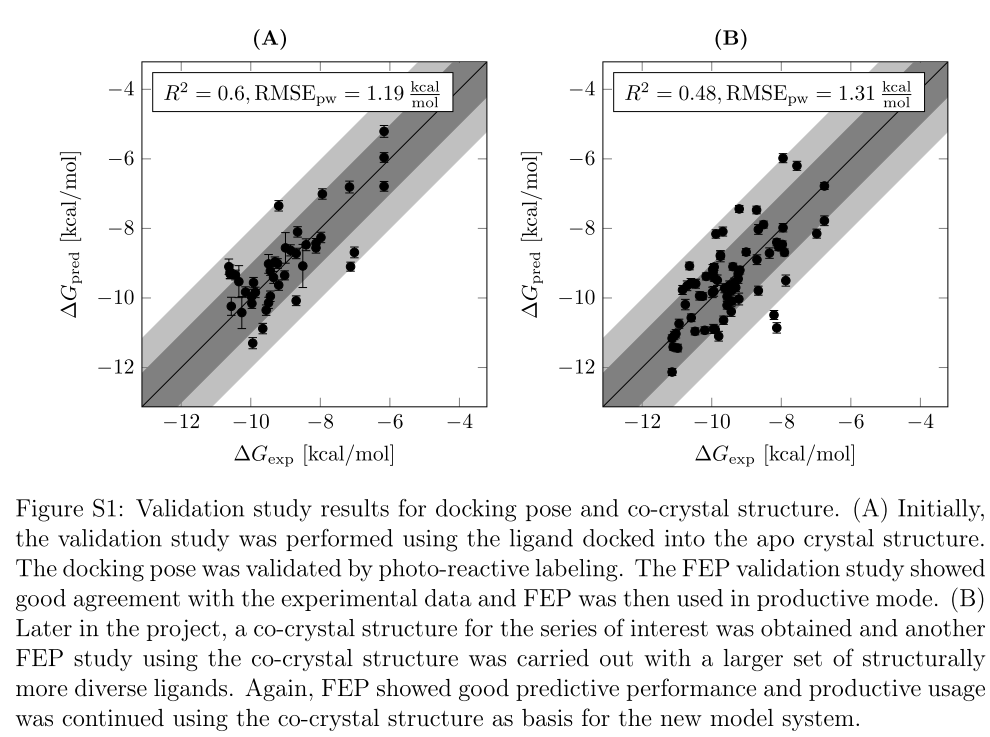 (A)
(B)
R² = 0.6, RMSE_pw = 1.19 kcal/mol
R² = 0.48, RMSE_pw = 1.31 kcal/mol
−4
−6
−8
−10
−12
ΔG_pred [kcal/mol]
−12 −10 −8 −6 −4
ΔG_exp [kcal/mol]
−4
−6
−8
−10
−12
ΔG_pred [kcal/mol]
−12 −10 −8 −6 −4
ΔG_exp [kcal/mol]
Figure S1: Validation study results for docking pose and co-crystal structure. (A) Initially,
the validation study was performed using the ligand docked into the apo crystal structure.
The docking pose was validated by photo-reactive labeling. The FEP validation study showed
good agreement with the experimental data and FEP was then used in productive mode. (B)
Later in the project, a co-crystal structure for the series of interest was obtained and another
FEP study using the co-crystal structure was carried out with a larger set of structurally
more diverse ligands. Again, FEP showed good predictive performance and productive usage
was continued using the co-crystal structure as basis for the new model system.